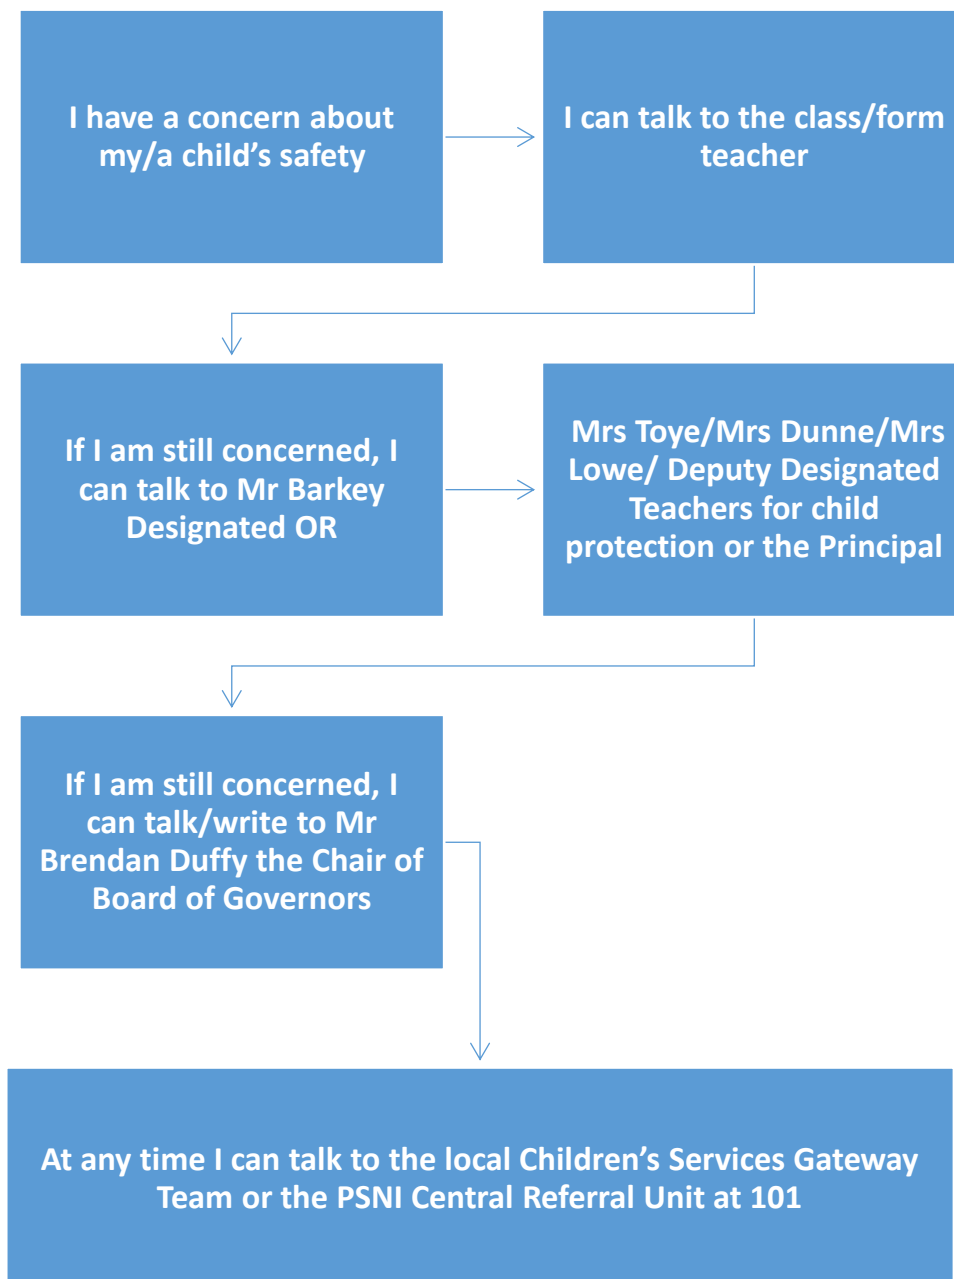 I have a concern about
my/a child’s safety
I can talk to the class/form
teacher
If I am still concerned, I
can talk to Mr Barkey
Designated OR
Mrs Toye/Mrs Dunne/Mrs
Lowe/ Deputy Designated
Teachers for child
protection or the Principal
If I am still concerned, I
can talk/write to Mr
Brendan Duffy the Chair of
Board of Governors
At any time I can talk to the local Children’s Services Gateway
Team or the PSNI Central Referral Unit at 101